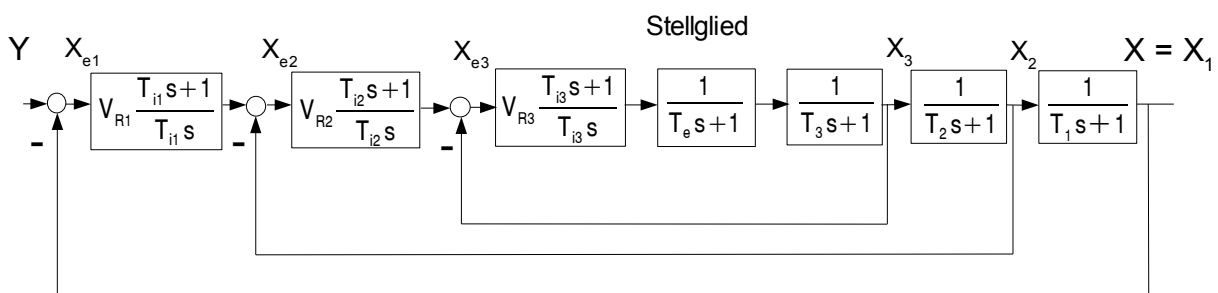 Stellglied
Y
X_e1
X_e2
X_e3
X_3
X_2
X = X_1
V_R1 (T_i1 s+1)/(T_i1 s)
V_R2 (T_i2 s+1)/(T_i2 s)
V_R3 (T_i3 s+1)/(T_i3 s)
1/(T_e s+1)
1/(T_3 s+1)
1/(T_2 s+1)
1/(T_1 s+1)
-
-
-